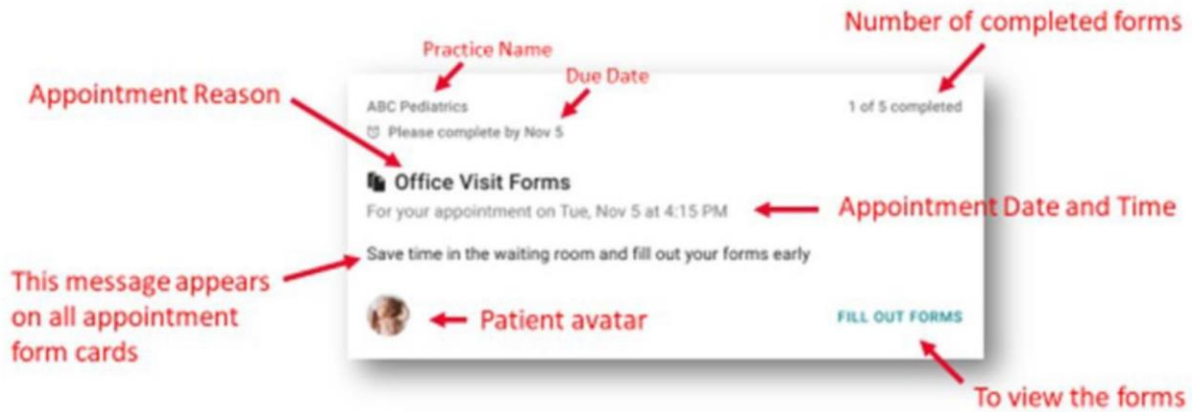 Number of completed forms
Practice Name
Due Date
Appointment Reason
ABC Pediatrics
1 of 5 completed
Please complete by Nov 5
Office Visit Forms
For your appointment on Tue, Nov 5 at 4:15 PM
Appointment Date and Time
Save time in the waiting room and fill out your forms early
This message appears
on all appointment
form cards
Patient avatar
FILL OUT FORMS
To view the forms